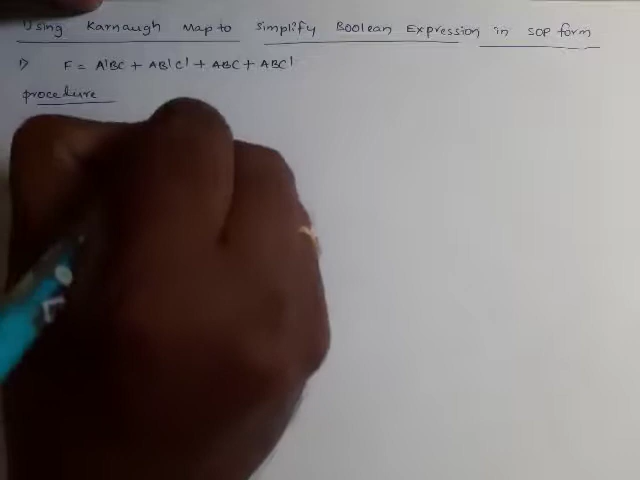 Using Karnaugh Map to Simplify Boolean Expression in SOP form
1) F = A'BC + AB'C' + ABC + ABC'
procedure